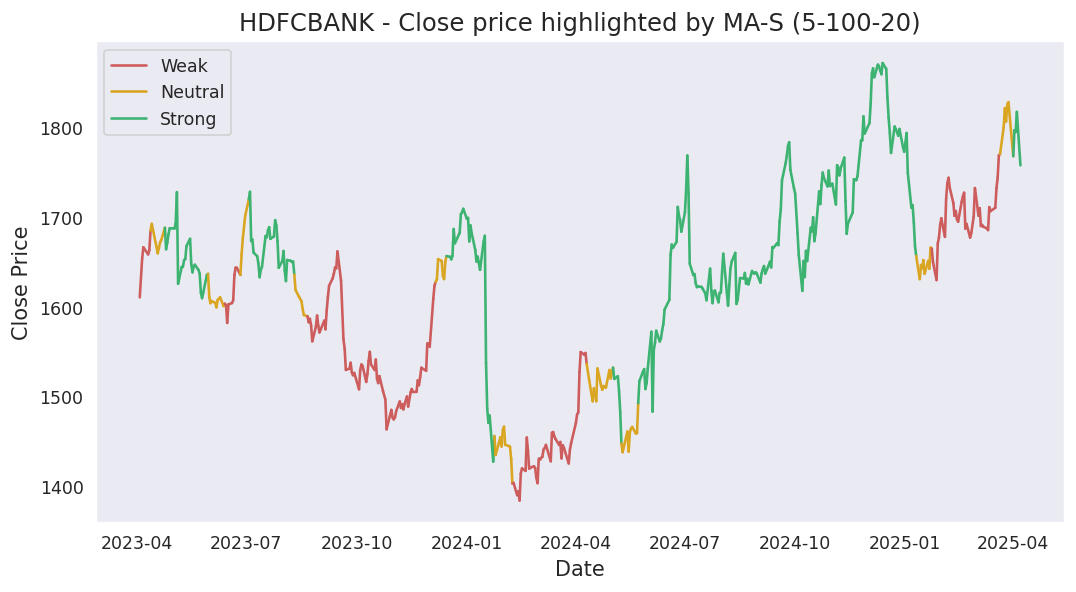 HDFCBANK - Close price highlighted by MA-S (5-100-20)
Weak
Neutral
Strong
Close Price
1800
1700
1600
1500
1400
2023-04 2023-07 2023-10 2024-01 2024-04 2024-07 2024-10 2025-01 2025-04
Date